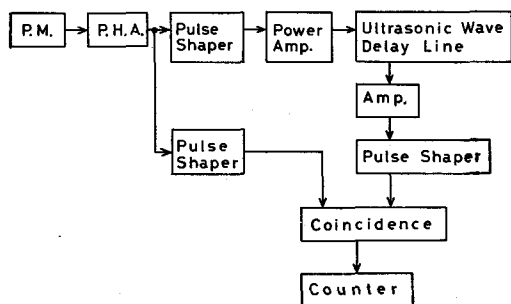 P.M.
P.H.A.
Pulse
Shaper
Power
Amp.
Ultrasonic Wave
Delay Line
Amp.
Pulse
Shaper
Pulse Shaper
Coincidence
Counter